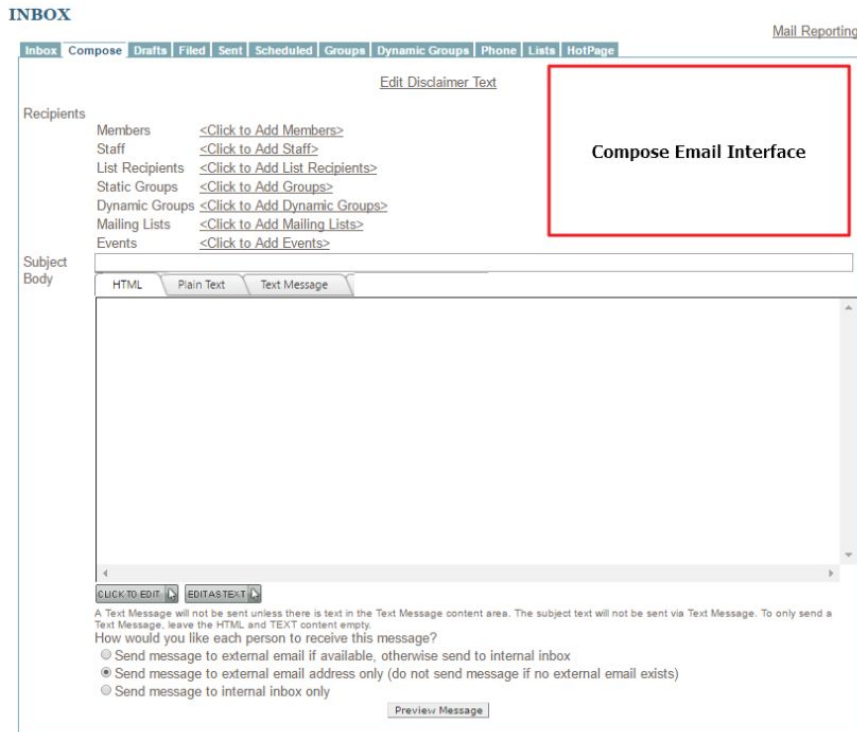 INBOX
Mail Reporting
Inbox Compose Drafts Filed Sent Scheduled Groups Dynamic Groups Phone Lists HotPage
Edit Disclaimer Text
Compose Email Interface
Recipients
Members <Click to Add Members>
Staff <Click to Add Staff>
List Recipients <Click to Add List Recipients>
Static Groups <Click to Add Groups>
Dynamic Groups <Click to Add Dynamic Groups>
Mailing Lists <Click to Add Mailing Lists>
Events <Click to Add Events>
Subject
Body
HTML Plain Text Text Message
CLICK TO EDIT EDIT AS TEXT
A Text Message will not be sent unless there is text in the Text Message content area. The subject text will not be sent via Text Message. To only send a
Text Message, leave the HTML and TEXT content empty.
How would you like each person to receive this message?
Send message to external email if available, otherwise send to internal inbox
Send message to external email address only (do not send message if no external email exists)
Send message to internal inbox only
Preview Message